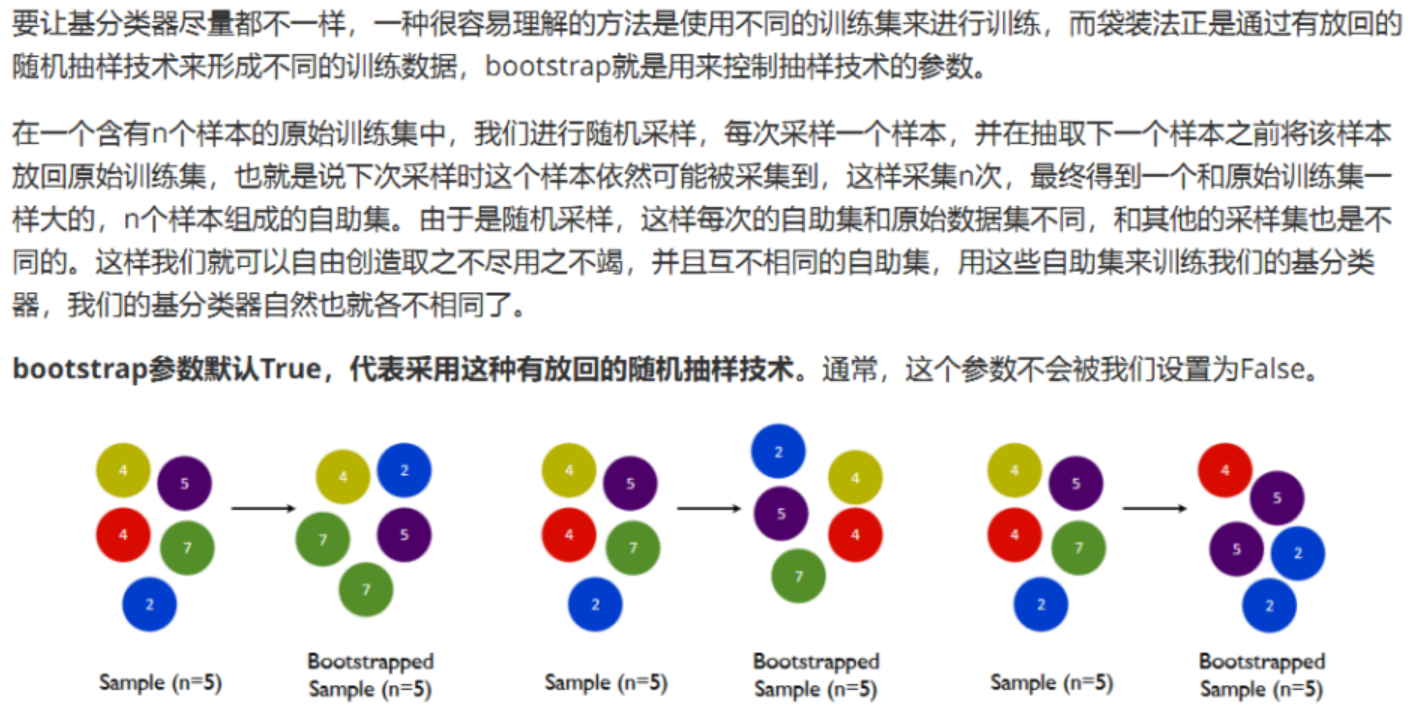 要让基分类器尽量都不一样，一种很容易理解的方法是使用不同的训练集来进行训练，而袋装法正是通过有放回的
随机抽样技术来形成不同的训练数据，bootstrap就是用来控制抽样技术的参数。
在一个含有n个样本的原始训练集中，我们进行随机采样，每次采样一个样本，并在抽取下一个样本之前将该样本
放回原始训练集，也就是说下次采样时这个样本依然可能被采集到，这样采集n次，最终得到一个和原始训练集一
样大的，n个样本组成的自助集。由于是随机采样，这样每次的自助集和原始数据集不同，和其他的采样集也是不
同的。这样我们就可以自由创造取之不尽用之不竭，并且互不相同的自助集，用这些自助集来训练我们的基分类
器，我们的基分类器自然也就各不相同了。
bootstrap参数默认True，代表采用这种有放回的随机抽样技术。通常，这个参数不会被我们设置为False。
4
5
4
7
2
Sample (n=5)
4
2
7
5
7
Bootstrapped
Sample (n=5)
4
5
4
7
2
Sample (n=5)
2
4
5
4
7
Bootstrapped
Sample (n=5)
4
5
4
7
2
Sample (n=5)
4
5
5
2
2
Bootstrapped
Sample (n=5)